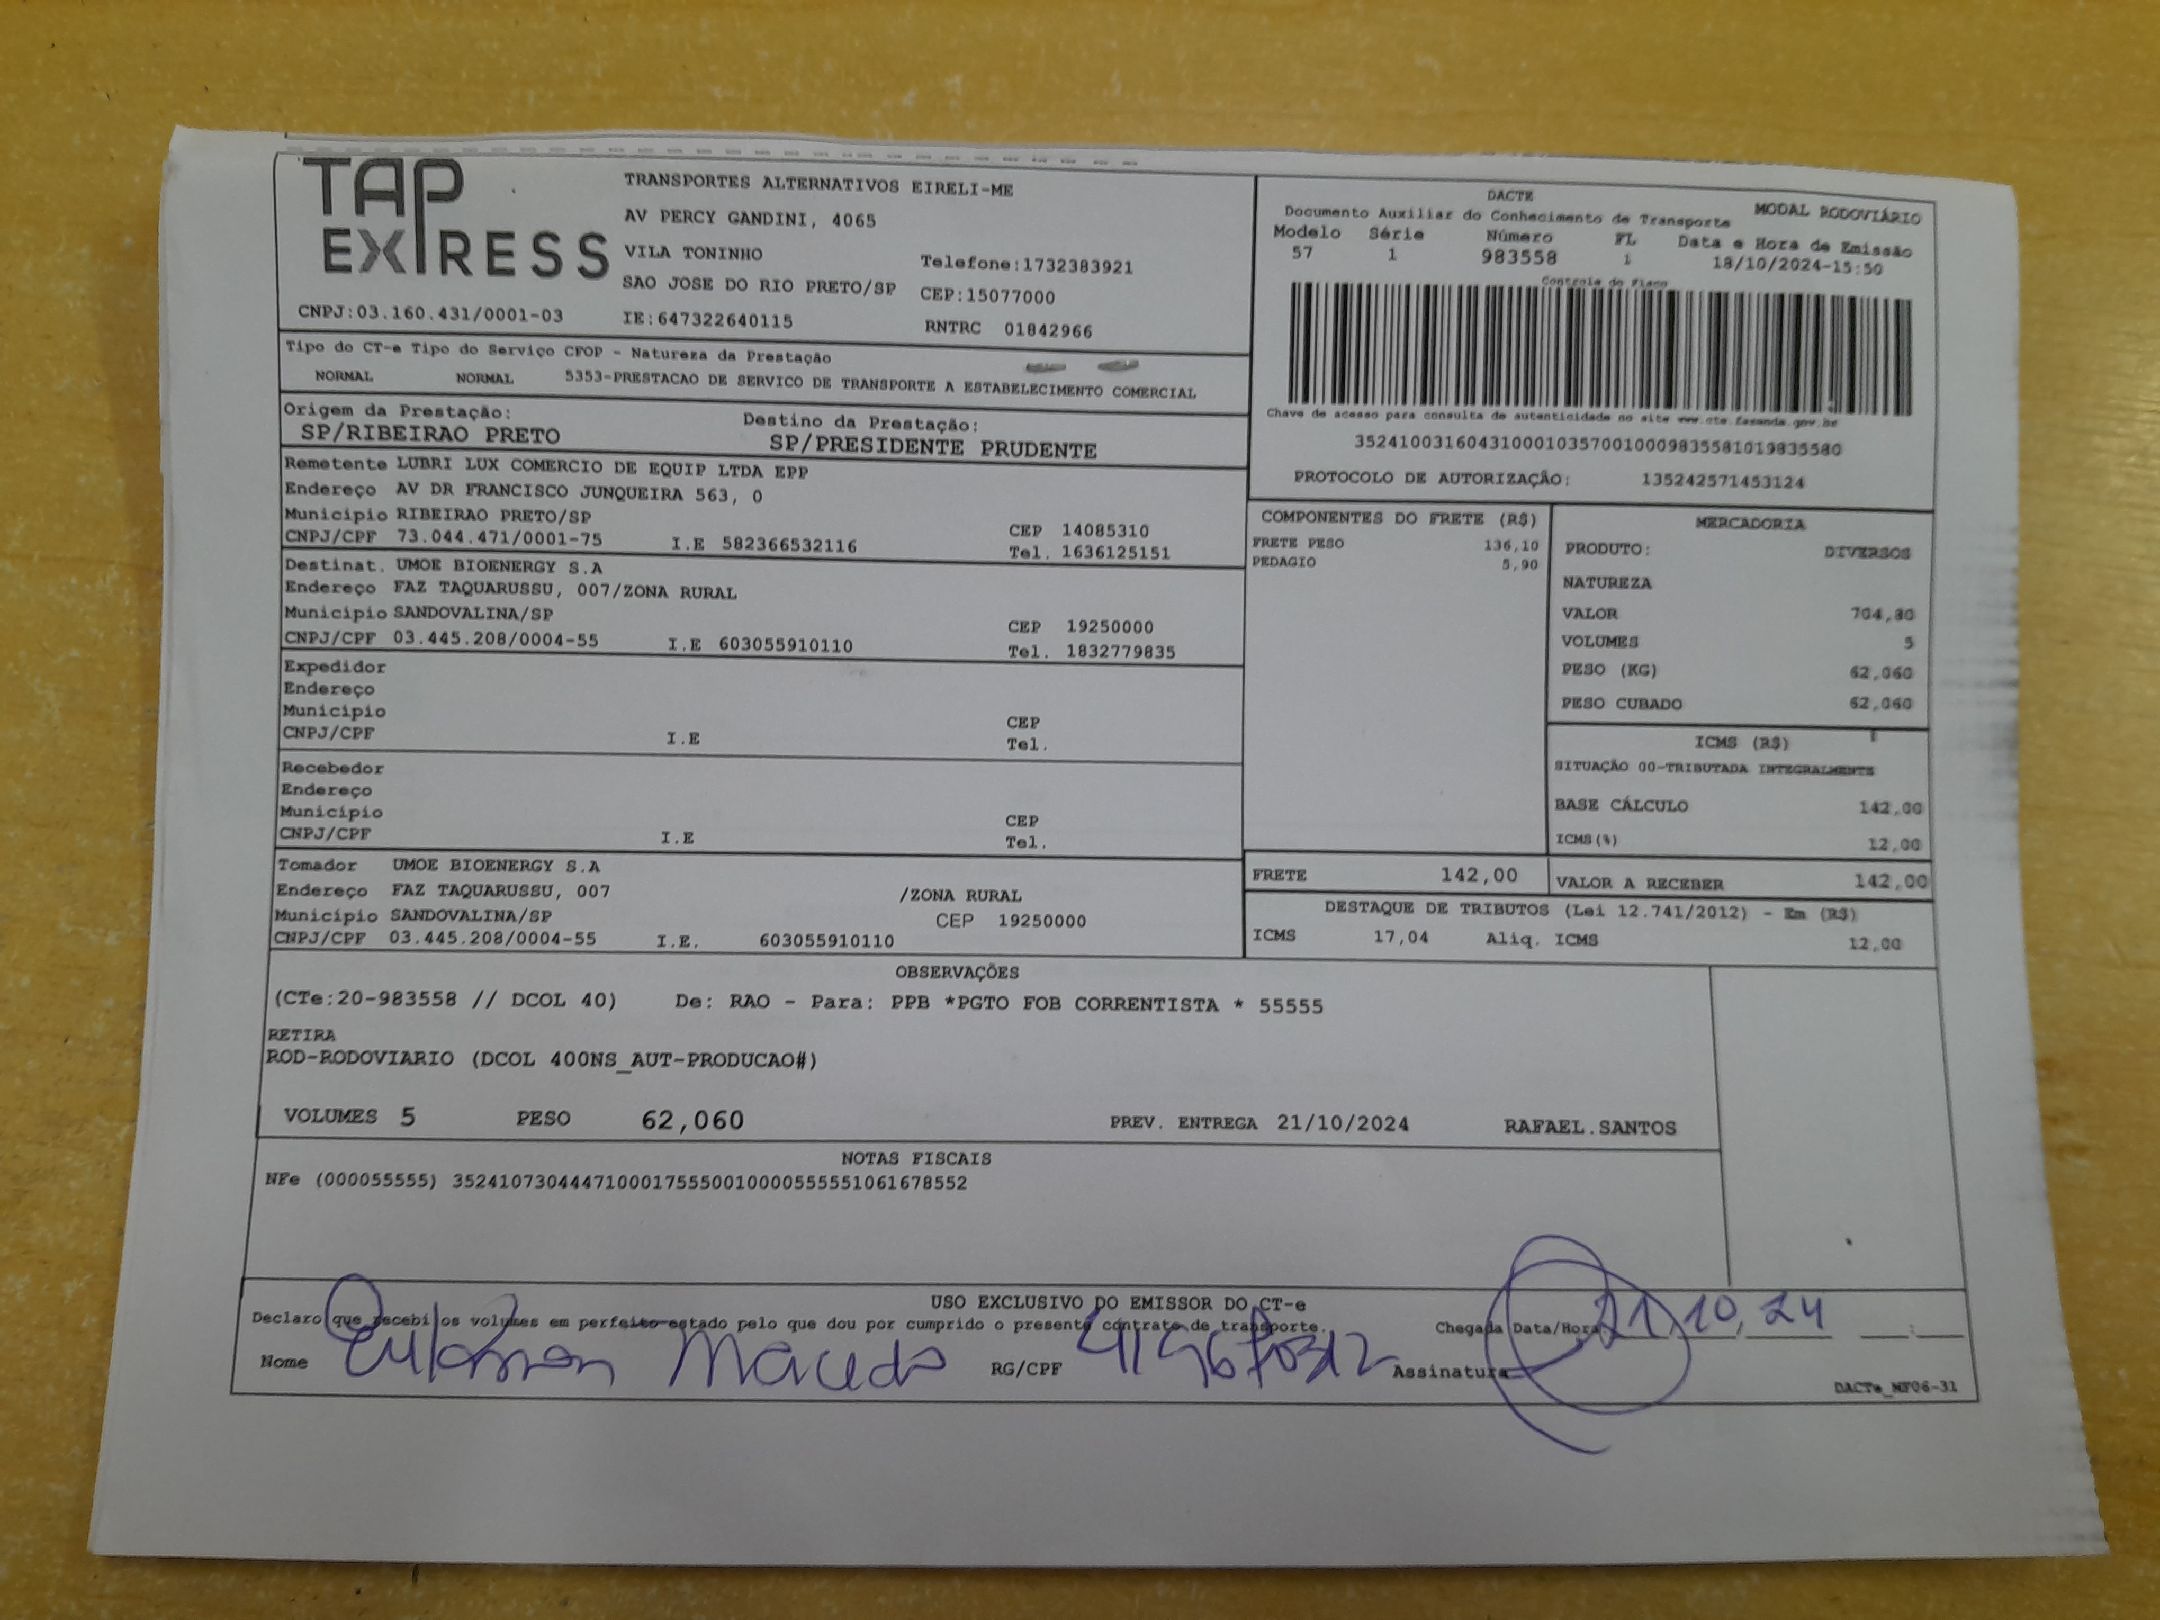 TAP
EXPRESS
TRANSPORTES ALTERNATIVOS EIRELI-ME
AV PERCY GANDINI, 4065
VILA TONINHO
Telefone:1732383921
SAO JOSE DO RIO PRETO/SP CEP:15077000
CNPJ:03.160.431/0001-03 IE:647322640115 RNTRC 01842966
DACTE
MODAL RODOVIÁRIO
Documento Auxiliar do Conhecimento de Transporte
Modelo Série Número FL Data e Hora de Emissão
57 1 983558 1 18/10/2024-15:50
Controle do Fisco
Chave de acesso para consulta de autenticidade no site www.cte.fazenda.gov.br
35241003160431000103570010009835581019835580
PROTOCOLO DE AUTORIZAÇÃO: 135242571453124
Tipo do CT-e Tipo do Serviço CFOP - Natureza da Prestação
NORMAL NORMAL 5353-PRESTACAO DE SERVICO DE TRANSPORTE A ESTABELECIMENTO COMERCIAL
Origem da Prestação: Destino da Prestação:
SP/RIBEIRAO PRETO SP/PRESIDENTE PRUDENTE
Remetente LUBRI LUX COMERCIO DE EQUIP LTDA EPP
Endereço AV DR FRANCISCO JUNQUEIRA 563, 0
Municipio RIBEIRAO PRETO/SP CEP 14085310
CNPJ/CPF 73.044.471/0001-75 I.E 582366532116 Tel. 1636125151
Destinat. UMOE BIOENERGY S.A
Endereço FAZ TAQUARUSSU, 007/ZONA RURAL
Municipio SANDOVALINA/SP CEP 19250000
CNPJ/CPF 03.445.208/0004-55 I.E 603055910110 Tel. 1832779835
Expedidor
Endereço
Municipio CEP
CNPJ/CPF I.E Tel.
Recebedor
Endereço
Municipio CEP
CNPJ/CPF I.E Tel.
Tomador UMOE BIOENERGY S.A
Endereço FAZ TAQUARUSSU, 007 /ZONA RURAL
Municipio SANDOVALINA/SP CEP 19250000
CNPJ/CPF 03.445.208/0004-55 I.E. 603055910110
COMPONENTES DO FRETE (R$)
FRETE PESO 136,10
PEDAGIO 5,90
MERCADORIA
PRODUTO: DIVERSOS
NATUREZA
VALOR 704,80
VOLUMES 5
PESO (KG) 62,060
PESO CUBADO 62,060
ICMS (R$)
SITUAÇÃO 00-TRIBUTADA INTEGRALMENTE
BASE CÁLCULO 142,00
ICMS(%) 12,00
FRETE 142,00 VALOR A RECEBER 142,00
DESTAQUE DE TRIBUTOS (Lei 12.741/2012) - Em (R$)
ICMS 17,04 Aliq. ICMS 12,00
OBSERVAÇÕES
(CTe:20-983558 // DCOL 40) De: RAO - Para: PPB *PGTO FOB CORRENTISTA * 55555
RETIRA
ROD-RODOVIARIO (DCOL 400NS_AUT-PRODUCAO#)
VOLUMES 5 PESO 62,060 PREV. ENTREGA 21/10/2024 RAFAEL.SANTOS
NOTAS FISCAIS
NFe (000055555) 35241073044471000175550010000555551061678552
USO EXCLUSIVO DO EMISSOR DO CT-e
Declaro que recebi os volumes em perfeito estado pelo que dou por cumprido o presente contrato de transporte. Chegada Data/Hora 21,10,24 :
Nome Macedo RG/CPF Assinatura
DACTe_MF06-31